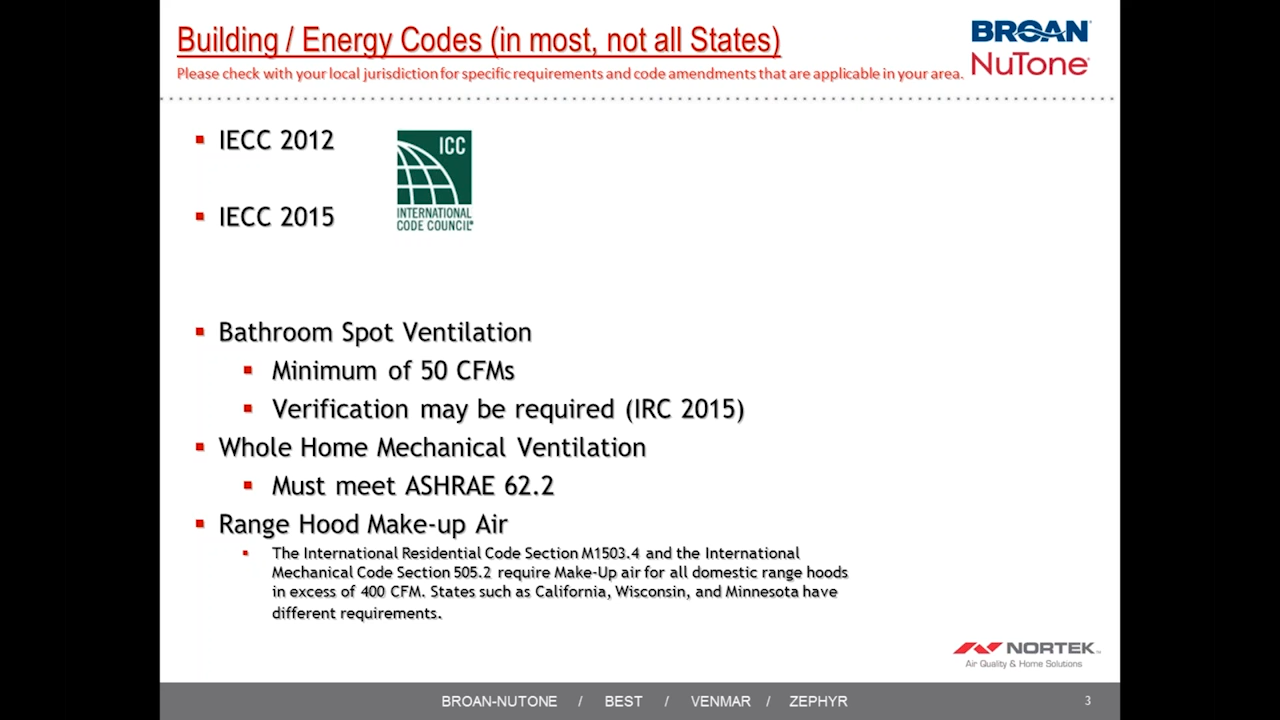 Building / Energy Codes (in most, not all States)
Please check with your local jurisdiction for specific requirements and code amendments that are applicable in your area.
BROAN
NuTone
IECC 2012
ICC
INTERNATIONAL
CODE COUNCIL
IECC 2015
Bathroom Spot Ventilation
Minimum of 50 CFMs
Verification may be required (IRC 2015)
Whole Home Mechanical Ventilation
Must meet ASHRAE 62.2
Range Hood Make-up Air
The International Residential Code Section M1503.4 and the International
Mechanical Code Section 505.2 require Make-Up air for all domestic range hoods
in excess of 400 CFM. States such as California, Wisconsin, and Minnesota have
different requirements.
NORTEK
Air Quality & Home Solutions
BROAN-NUTONE / BEST / VENMAR / ZEPHYR
3